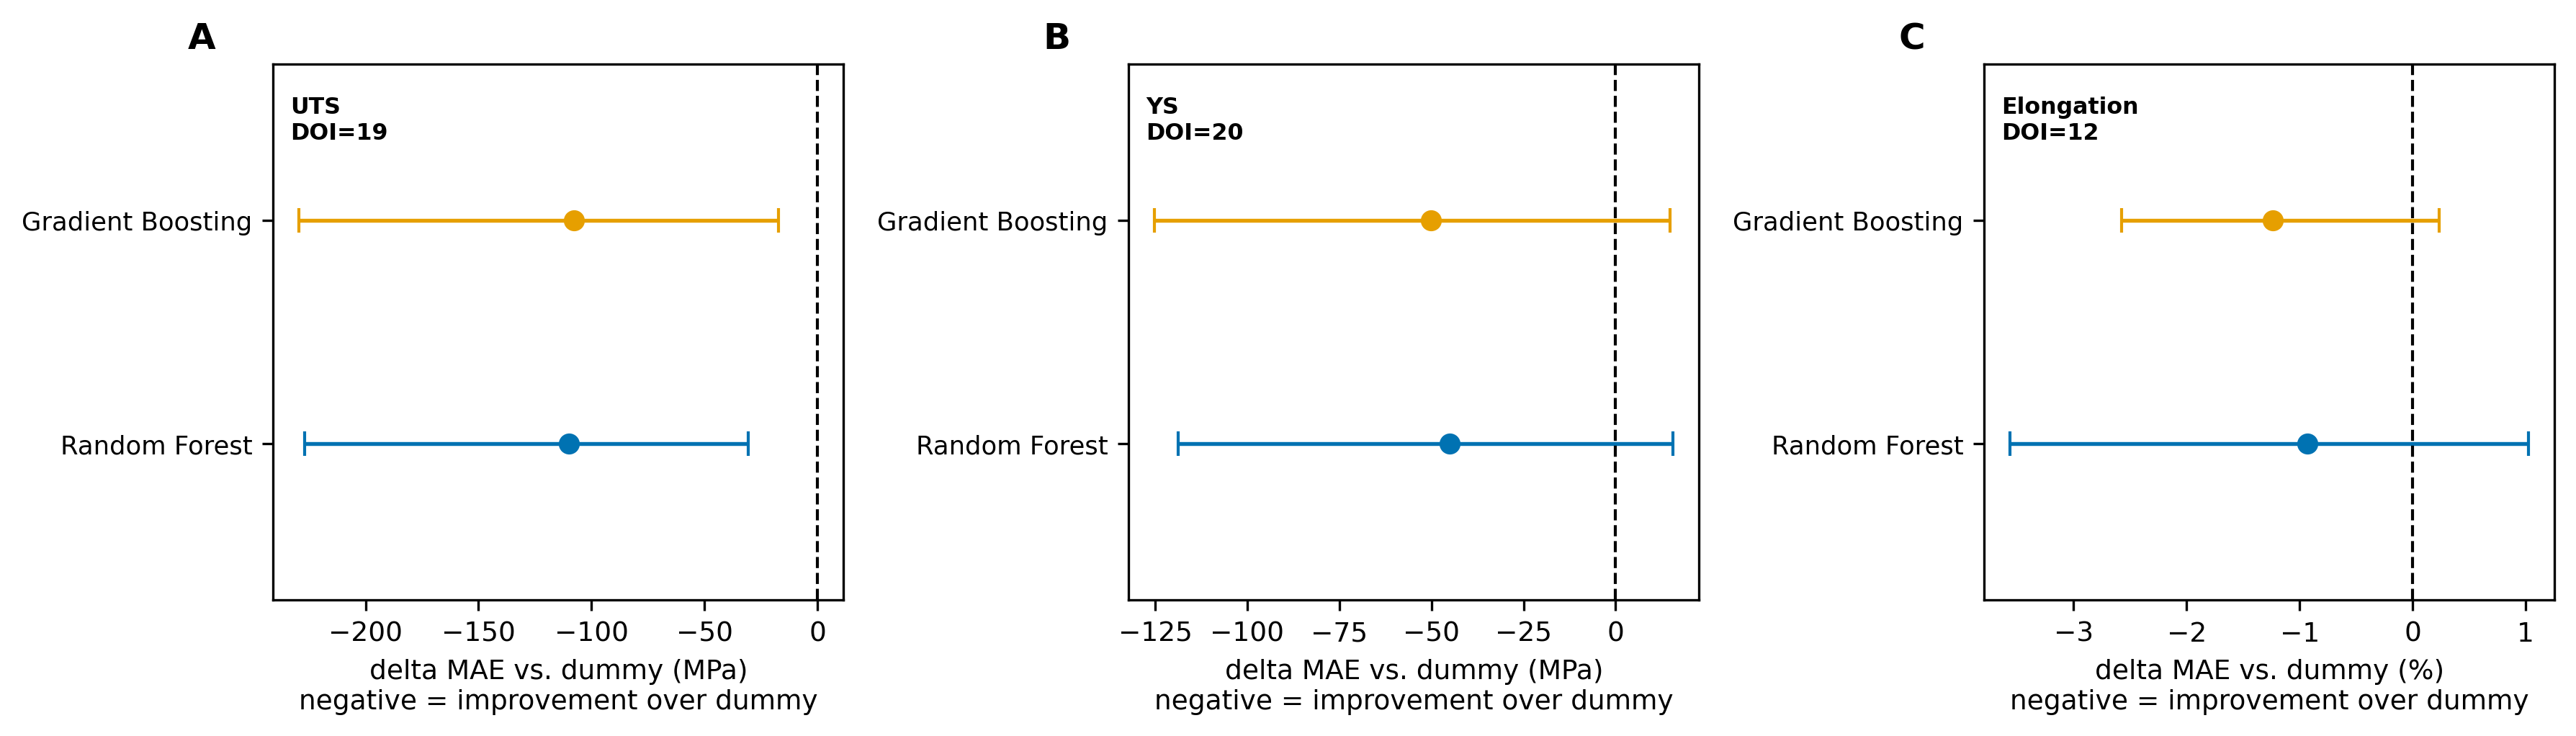 A
UTS
DOI=19
Gradient Boosting
Random Forest
−200 −150 −100 −50 0
delta MAE vs. dummy (MPa)
negative = improvement over dummy
B
YS
DOI=20
Gradient Boosting
Random Forest
−125 −100 −75 −50 −25 0
delta MAE vs. dummy (MPa)
negative = improvement over dummy
C
Elongation
DOI=12
Gradient Boosting
Random Forest
−3 −2 −1 0 1
delta MAE vs. dummy (%)
negative = improvement over dummy